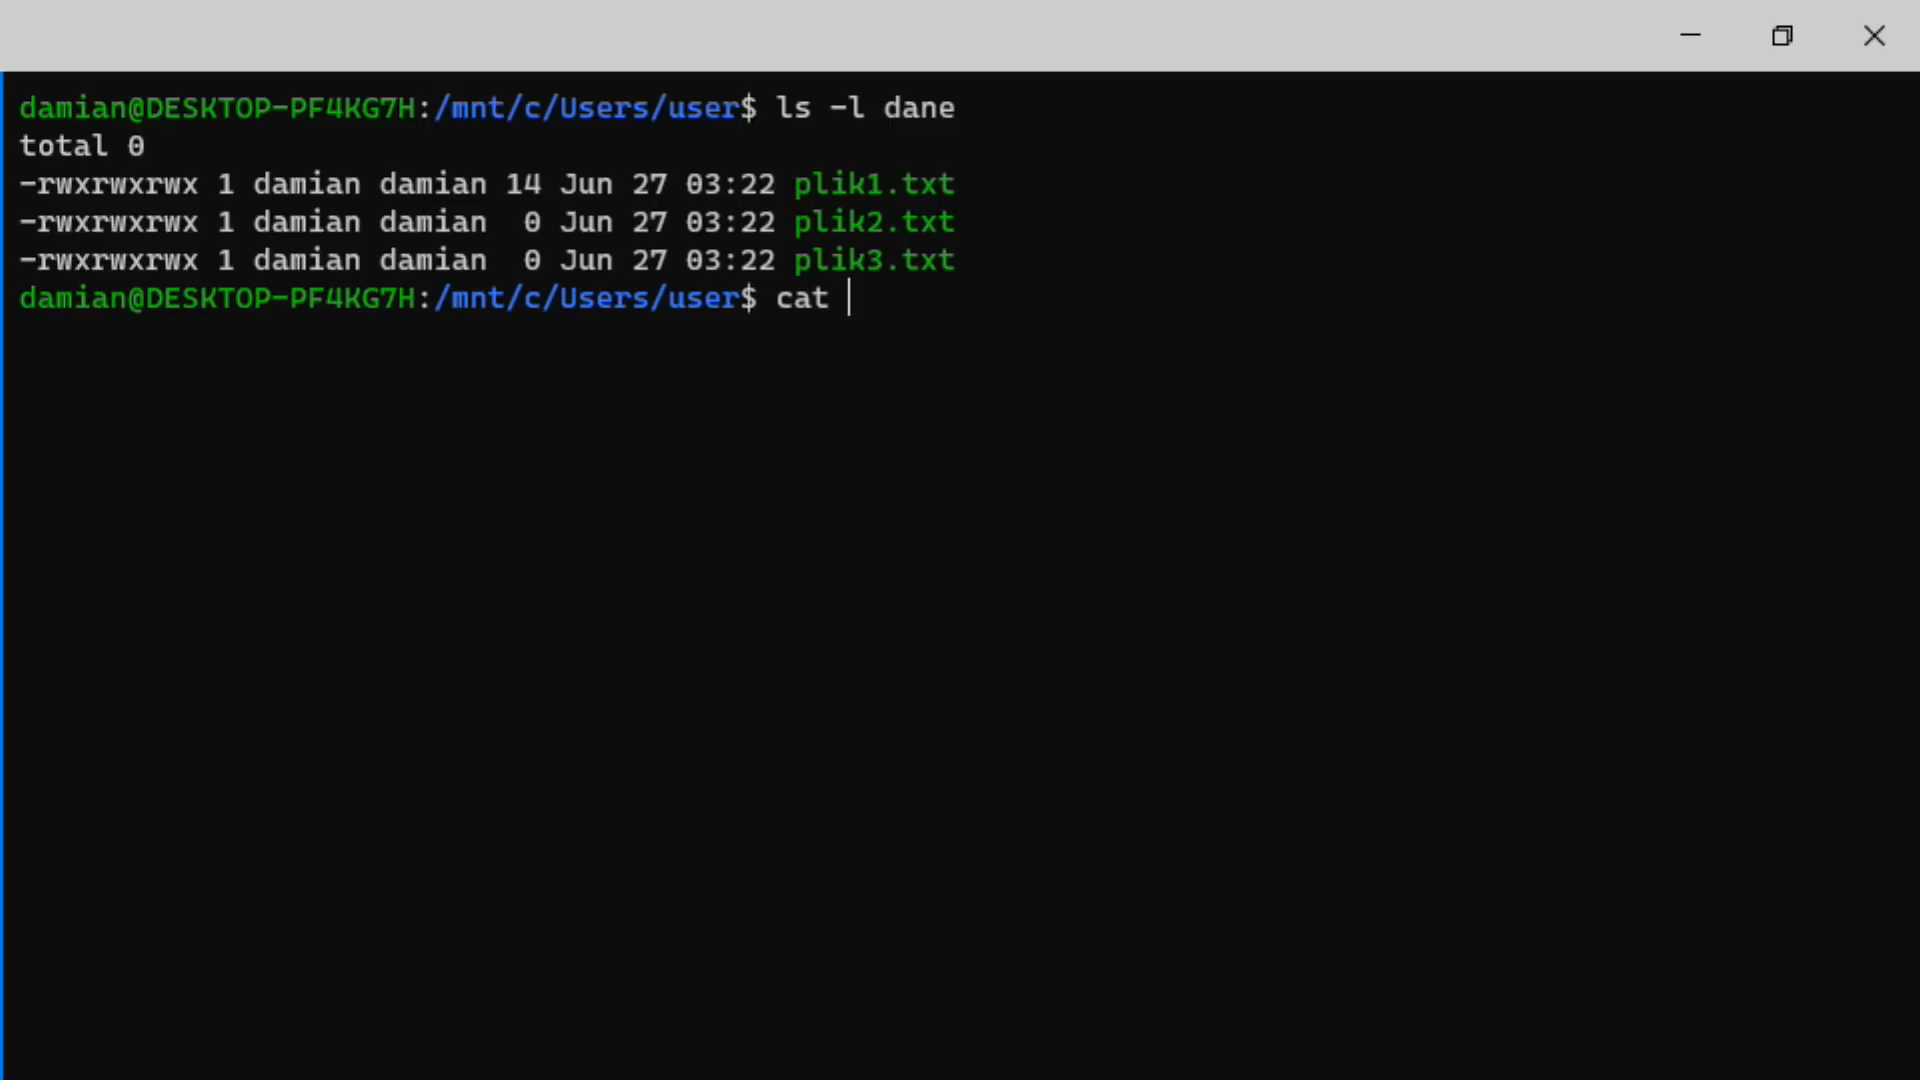 damian@DESKTOP-PF4KG7H:/mnt/c/Users/user$ ls -l dane
total 0
-rwxrwxrwx 1 damian damian 14 Jun 27 03:22 plik1.txt
-rwxrwxrwx 1 damian damian  0 Jun 27 03:22 plik2.txt
-rwxrwxrwx 1 damian damian  0 Jun 27 03:22 plik3.txt
damian@DESKTOP-PF4KG7H:/mnt/c/Users/user$ cat